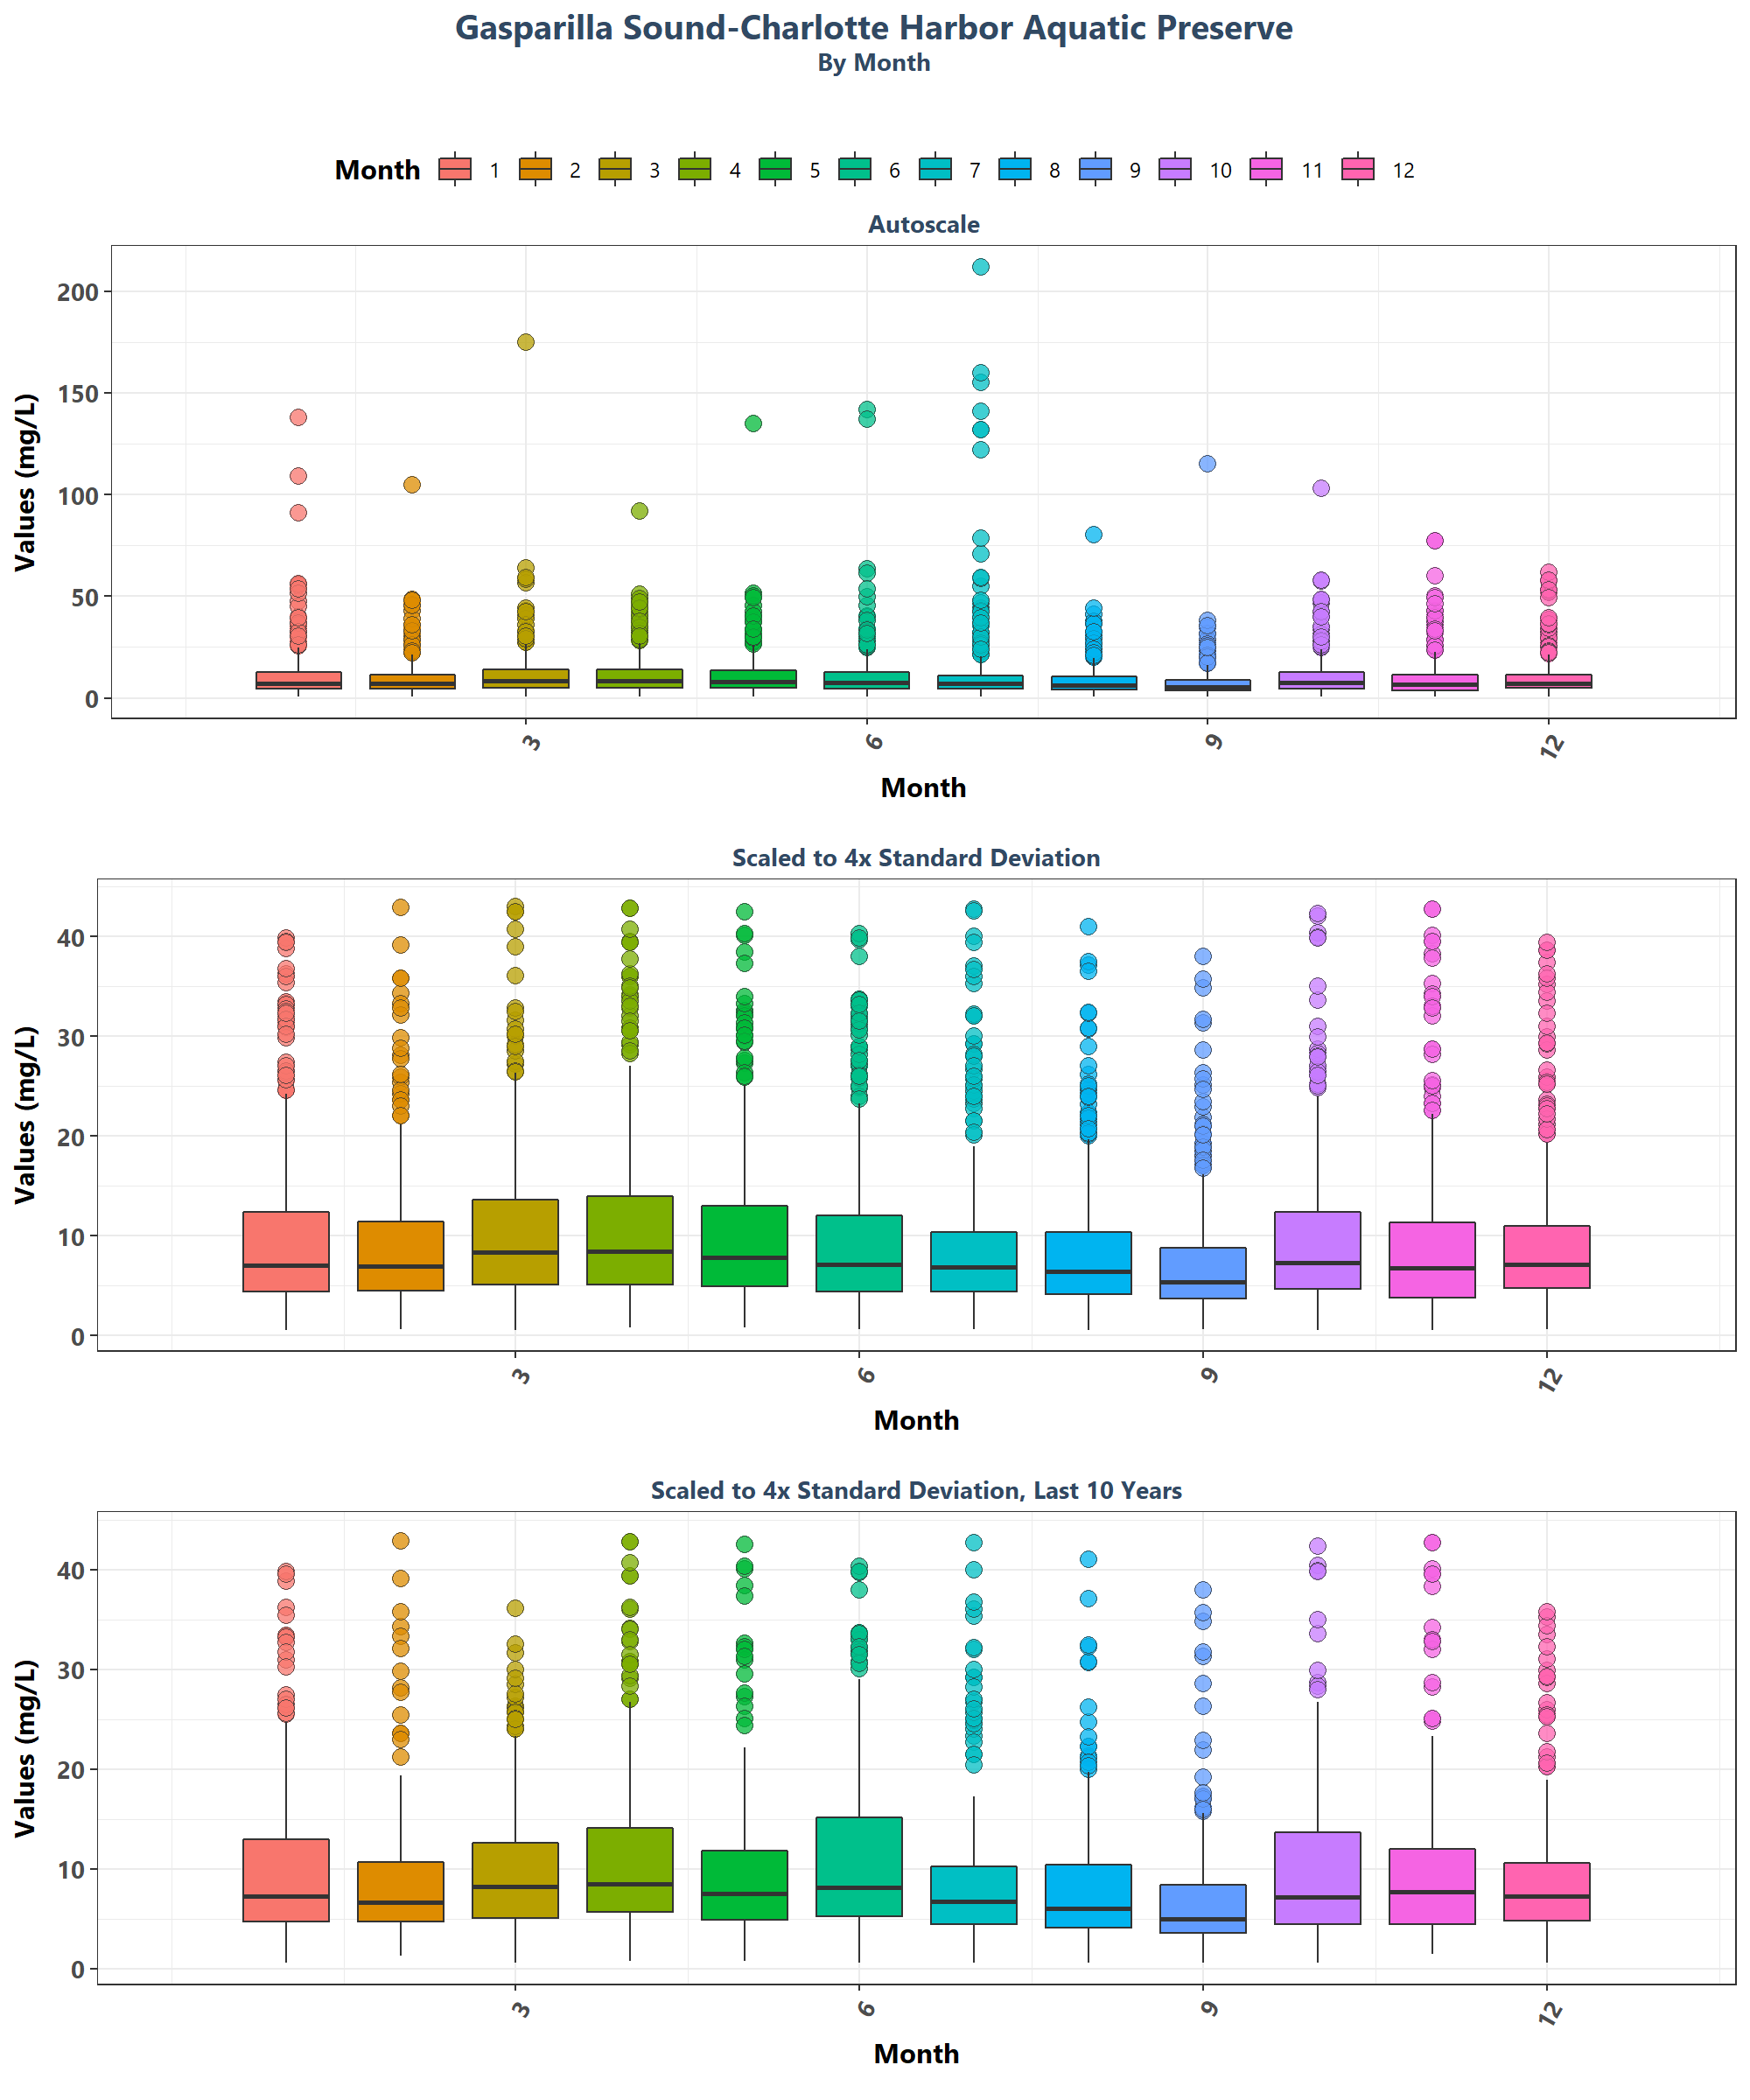 Gasparilla Sound-Charlotte Harbor Aquatic Preserve
By Month
Month 1 2 3 4 5 6 7 8 9 10 11 12
Autoscale
Values (mg/L)
200
150
100
50
0
3 6 9 12
Month
Scaled to 4x Standard Deviation
Values (mg/L)
40
30
20
10
0
3 6 9 12
Month
Scaled to 4x Standard Deviation, Last 10 Years
Values (mg/L)
40
30
20
10
0
3 6 9 12
Month